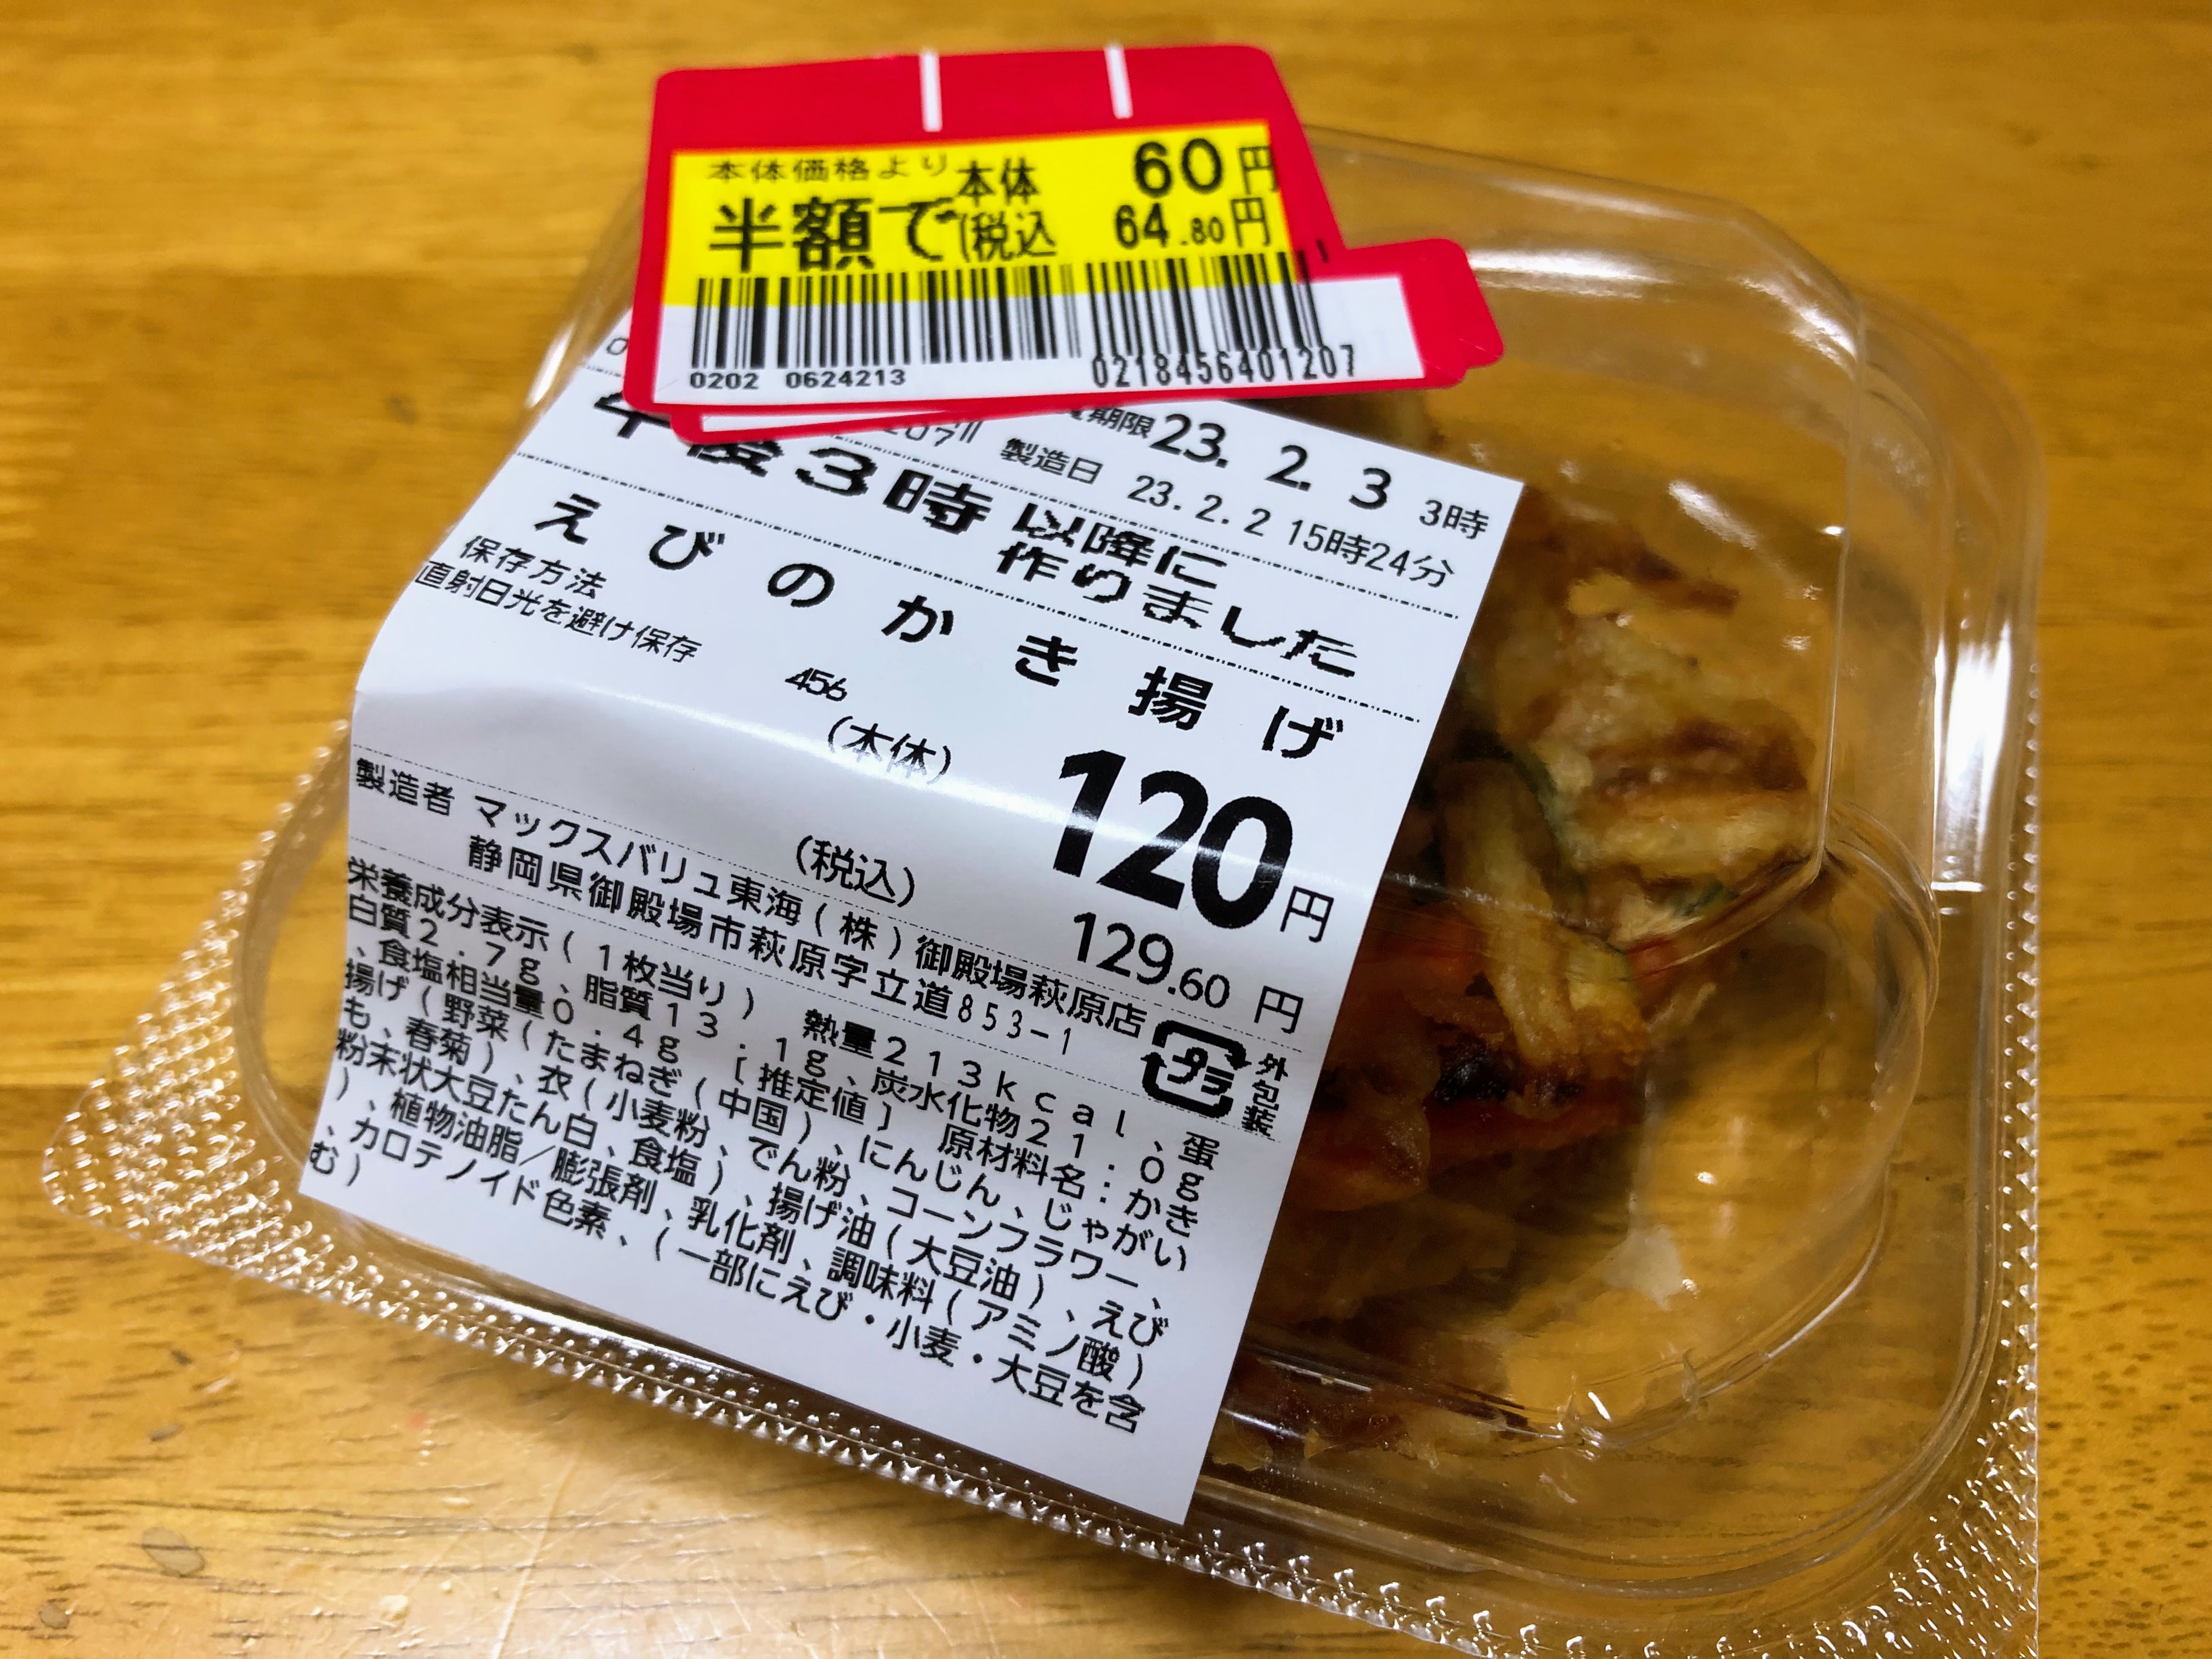 本体価格より
半額で
本体 60円
(税込 64.80円
0202 0624213
0218456401207
207
期限 23. 2. 3 3時
製造日 23. 2. 2 15時24分
午後3時 以降に
作りました
えびのかき揚げ
保存方法
直射日光を避け保存
456
(本体) 120円
(税込) 129.60円
製造者 マックスバリュ東海(株)御殿場萩原店
静岡県御殿場市萩原字立道853-1
プラ 外包装
栄養成分表示(1枚当り) 熱量213kcal、蛋
白質2.7g、脂質13.1g、炭水化物21.0g
、食塩相当量0.4g [推定値] 原材料名:かき
揚げ(野菜(たまねぎ(中国)、にんじん、じゃがい
も、春菊)、衣(小麦粉、でん粉、コーンフラワー、
粉末状大豆たん白、食塩)、揚げ油(大豆油)、えび
)、植物油脂/膨張剤、乳化剤、調味料(アミノ酸)
、カロテノイド色素、(一部にえび・小麦・大豆を含
む)